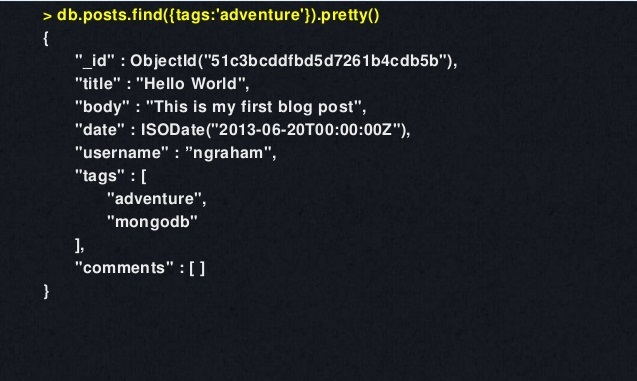 > db.posts.find({tags:'adventure'}).pretty()
{
"_id" : ObjectId("51c3bcddfbd5d7261b4cdb5b"),
"title" : "Hello World",
"body" : "This is my first blog post",
"date" : ISODate("2013-06-20T00:00:00Z"),
"username" : ”ngraham",
"tags" : [
"adventure",
"mongodb"
],
"comments" : [ ]
}